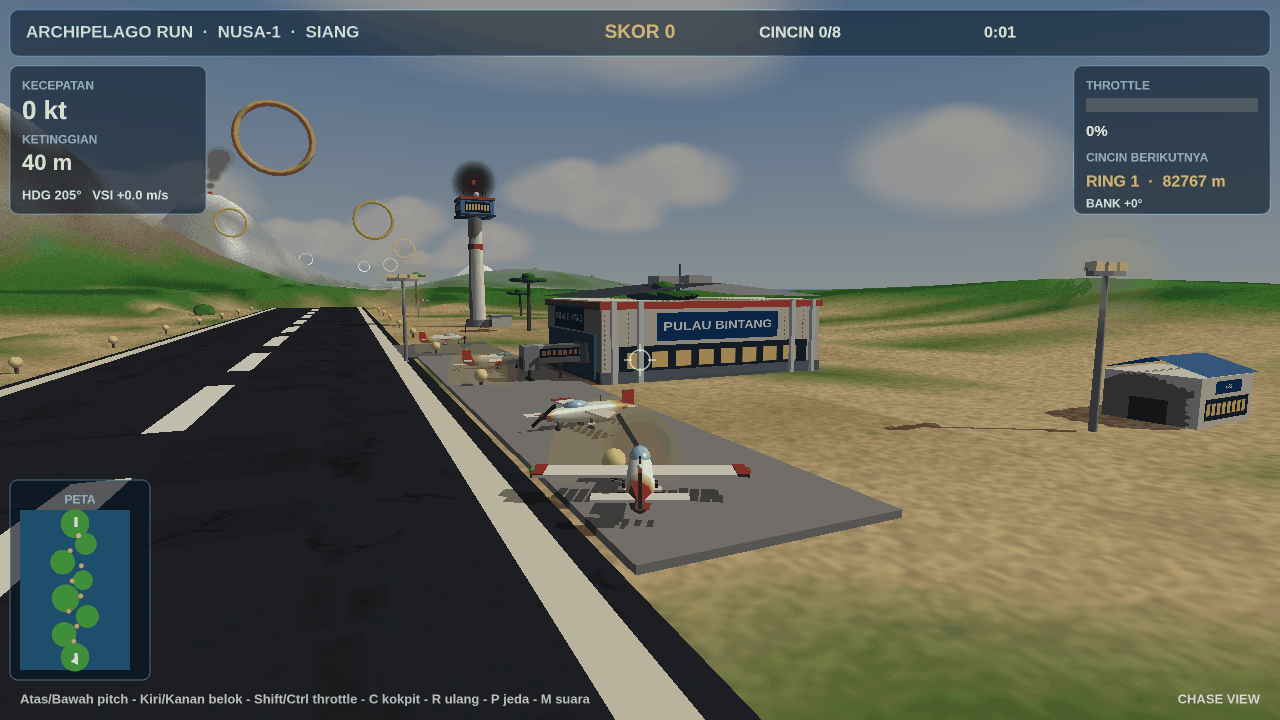 ARCHIPELAGO RUN · NUSA-1 · SIANG
SKOR 0
CINCIN 0/8
0:01
KECEPATAN
0 kt
KETINGGIAN
40 m
HDG 205° VSI +0.0 m/s
THROTTLE
0%
CINCIN BERIKUTNYA
RING 1 · 82767 m
BANK +0°
PULAU BINTANG
PETA
Atas/Bawah pitch - Kiri/Kanan belok - Shift/Ctrl throttle - C kokpit - R ulang - P jeda - M suara
CHASE VIEW